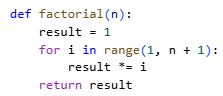 def factorial(n):
    result = 1
    for i in range(1, n + 1):
        result *= i
    return result